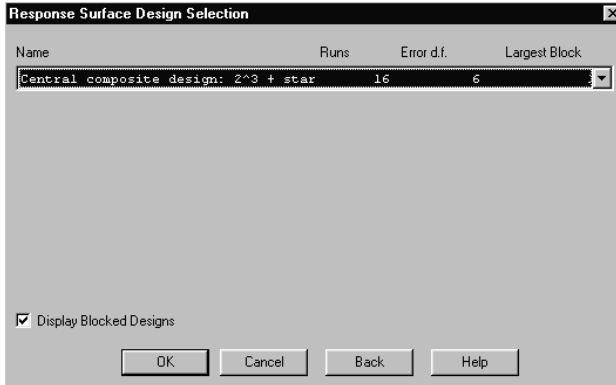 Response Surface Design Selection
Name Runs Error d.f. Largest Block
Central composite design: 2^3 + star 16 6
Display Blocked Designs
OK Cancel Back Help